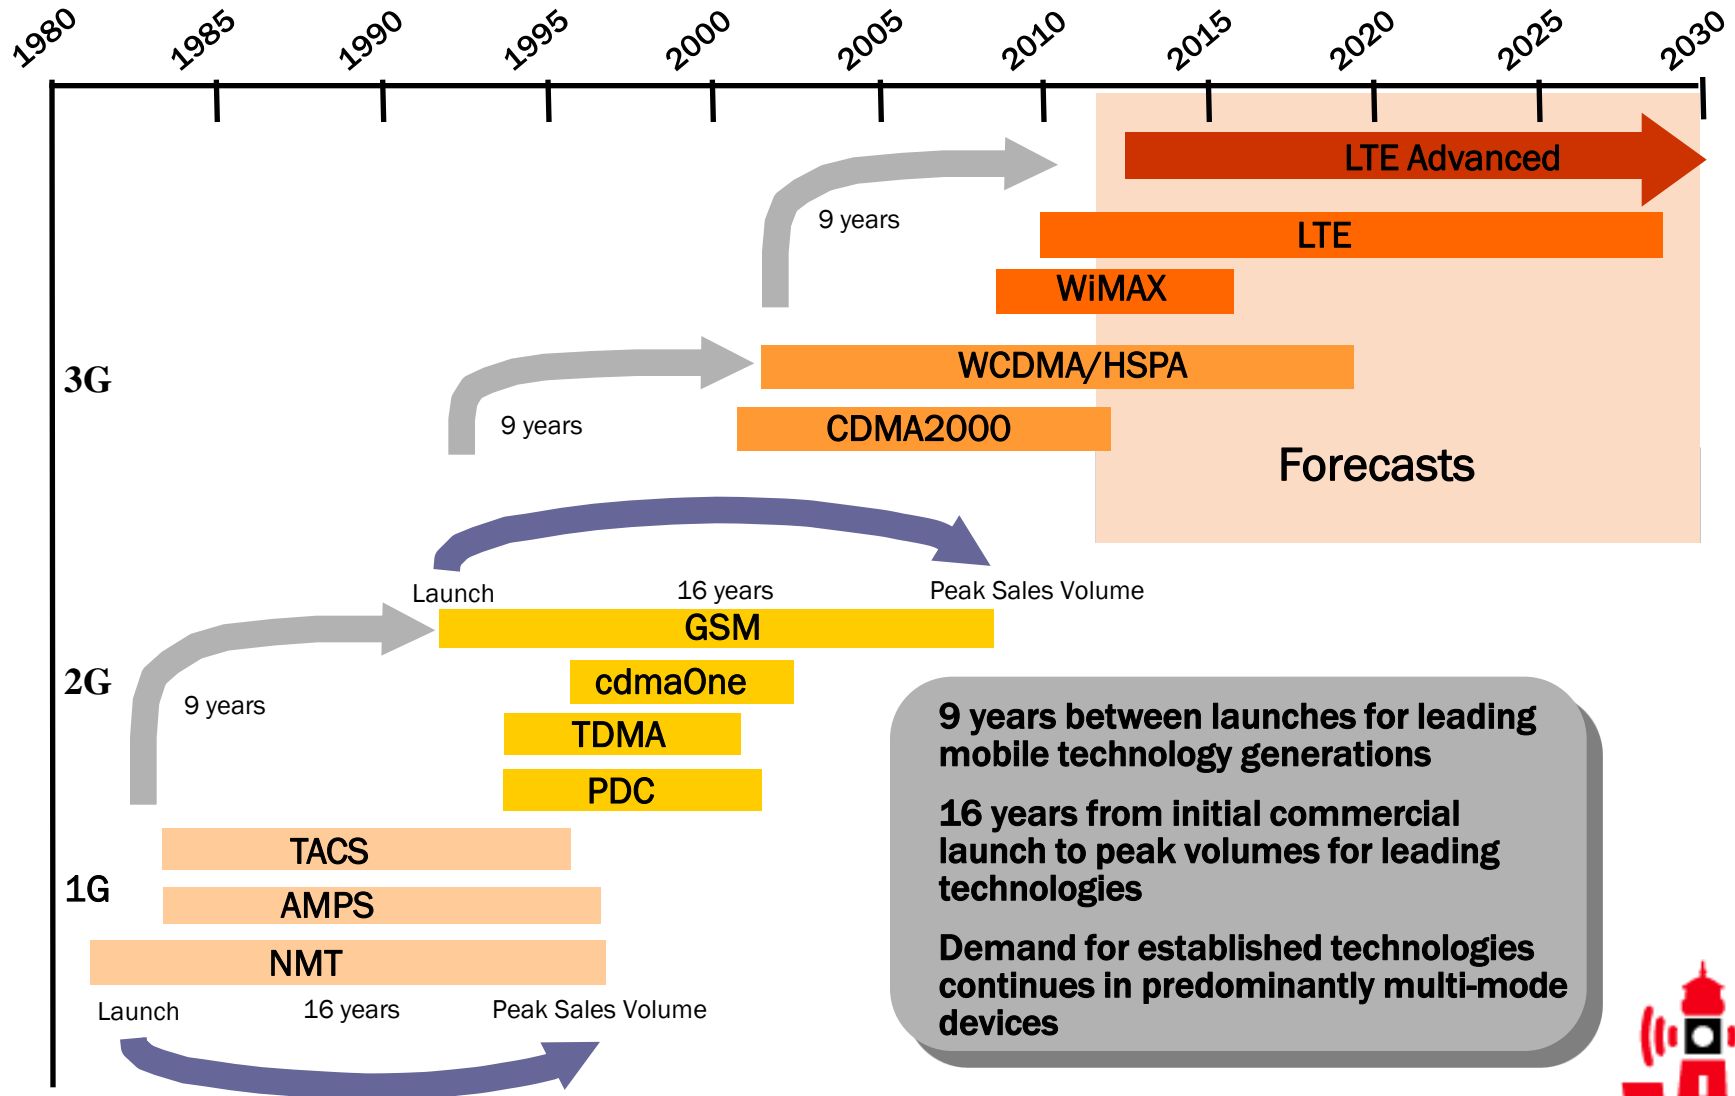 1980 1985 1990 1995 2000 2005 2010 2015 2020 2025 2030
LTE Advanced
9 years
LTE
WiMAX
3G
WCDMA/HSPA
9 years
CDMA2000
Forecasts
Launch 16 years Peak Sales Volume
GSM
2G
cdmaOne
9 years
TDMA
PDC
TACS
1G
AMPS
NMT
Launch 16 years Peak Sales Volume
9 years between launches for leading
mobile technology generations
16 years from initial commercial
launch to peak volumes for leading
technologies
Demand for established technologies
continues in predominantly multi-mode
devices